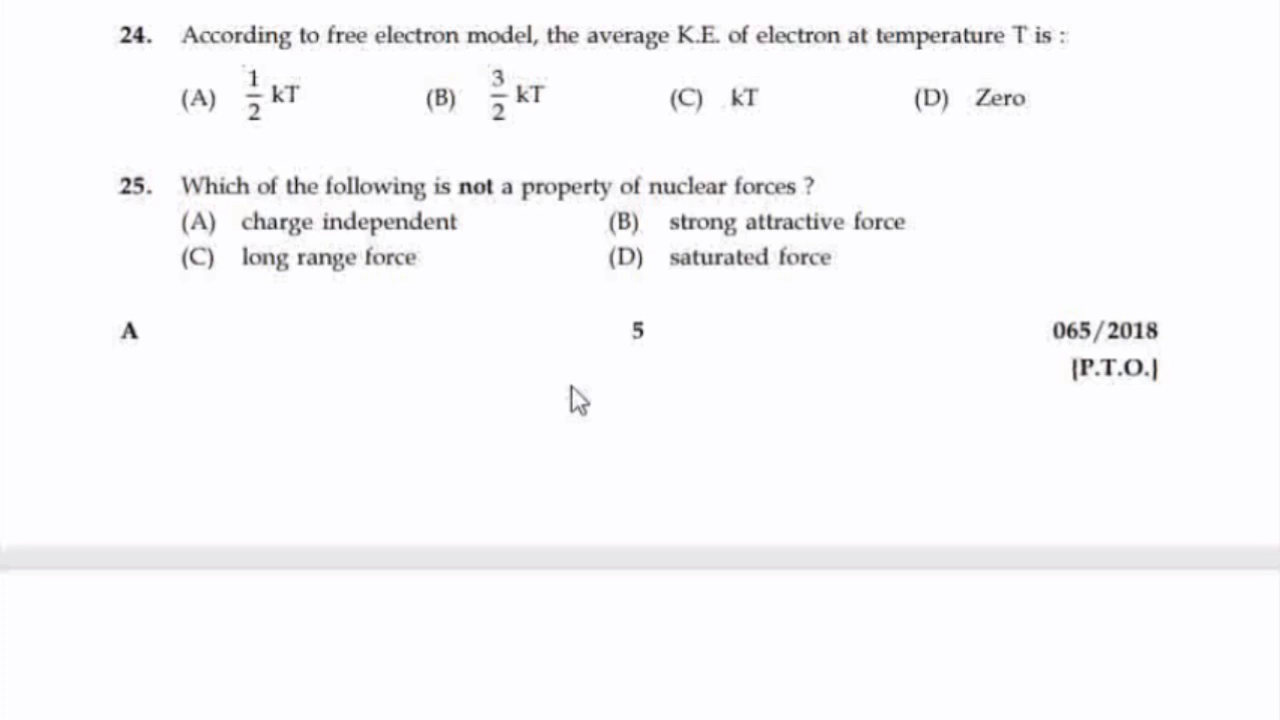 24. According to free electron model, the average K.E. of electron at temperature T is :
(A) 1/2 kT (B) 3/2 kT (C) kT (D) Zero
25. Which of the following is not a property of nuclear forces ?
(A) charge independent (B) strong attractive force
(C) long range force (D) saturated force
A 5 065/2018
[P.T.O.]